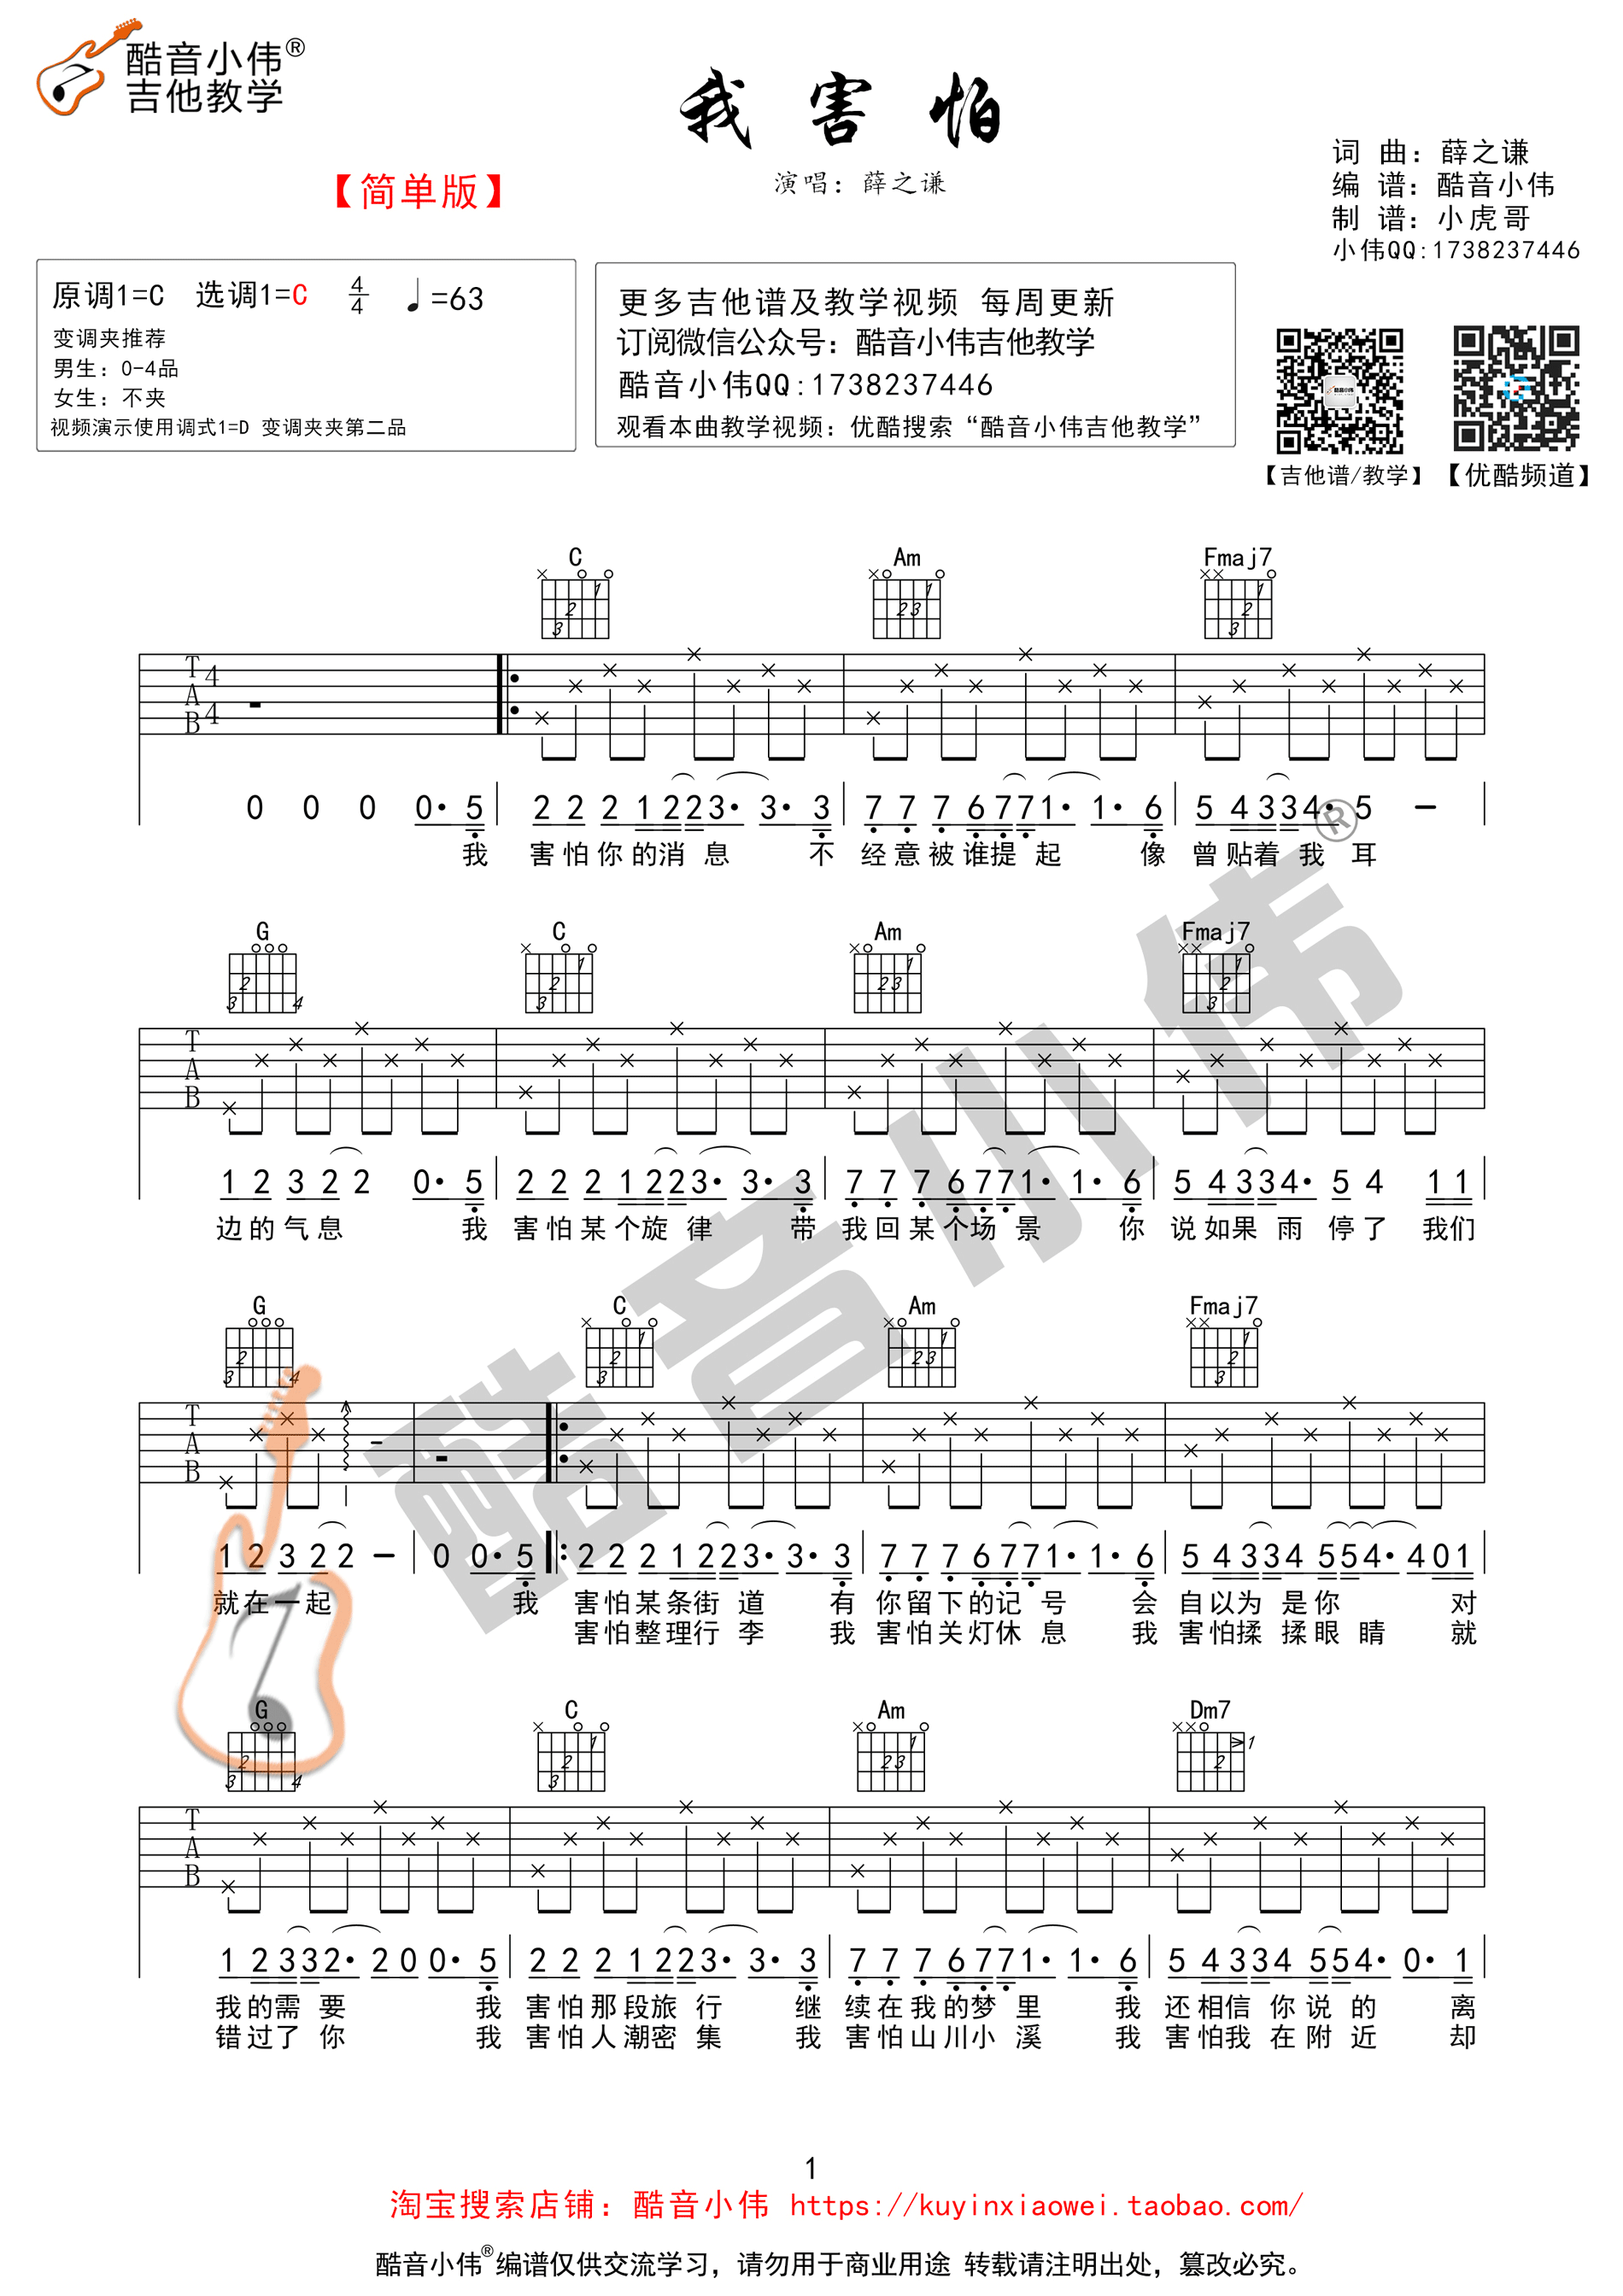 酷音小伟®
吉他教学
我 害 怕
演唱：薛之谦
【简单版】
词 曲：薛之谦
编 谱：酷音小伟
制 谱：小虎哥
小伟QQ:1738237446
原调1=C 选调1=C 4/4 ♩=63
变调夹推荐
男生：0-4品
女生：不夹
视频演示使用调式1=D 变调夹夹第二品
更多吉他谱及教学视频 每周更新
订阅微信公众号：酷音小伟吉他教学
酷音小伟QQ:1738237446
观看本曲教学视频：优酷搜索“酷音小伟吉他教学”
酷音小伟
【吉他谱/教学】 【优酷频道】
C Am Fmaj7
T A B 4 4
0 0 0 0· 5 2 2 2 1 2 2 3· 3· 3 7 7 7 6 7 7 1· 1· 6 5 4 3 3 4· 5 –
我 害怕你的消 息 不 经意被谁提 起 像 曾贴着 我 耳
G C Am Fmaj7
T A B
1 2 3 2 2 0· 5 2 2 2 1 2 2 3· 3· 3 7 7 7 6 7 7 1· 1· 6 5 4 3 3 4· 5 4 1 1
边的气息 我 害怕某个旋 律 带 我回某个场 景 你 说如果 雨 停了 我们
G C Am Fmaj7
T A B
1 2 3 2 2 – 0 0· 5 2 2 2 1 2 2 3· 3· 3 7 7 7 6 7 7 1· 1· 6 5 4 3 3 4 5 5 4· 4 0 1
就在一起 我 害怕某条街 道 有 你留下的记 号 会 自以为 是你 对
害怕整理行 李 我 害怕关灯休 息 我 害怕揉 揉眼 睛 就
G C Am Dm7
T A B
1 2 3 3 2· 2 0 0· 5 2 2 2 1 2 2 3· 3· 3 7 7 7 6 7 7 1· 1· 6 5 4 3 3 4 5 5 4· 0· 1
我的需 要 我 害怕那段旅 行 继 续在我的梦 里 我 还相信 你说 的 离
错过了 你 我 害怕人潮密 集 我 害怕山川小 溪 我 害怕我 在附 近 却
酷音小伟®
1
淘宝搜索店铺：酷音小伟 https://kuyinxiaowei.taobao.com/
酷音小伟®编谱仅供交流学习，请勿用于商业用途 转载请注明出处，篡改必究。